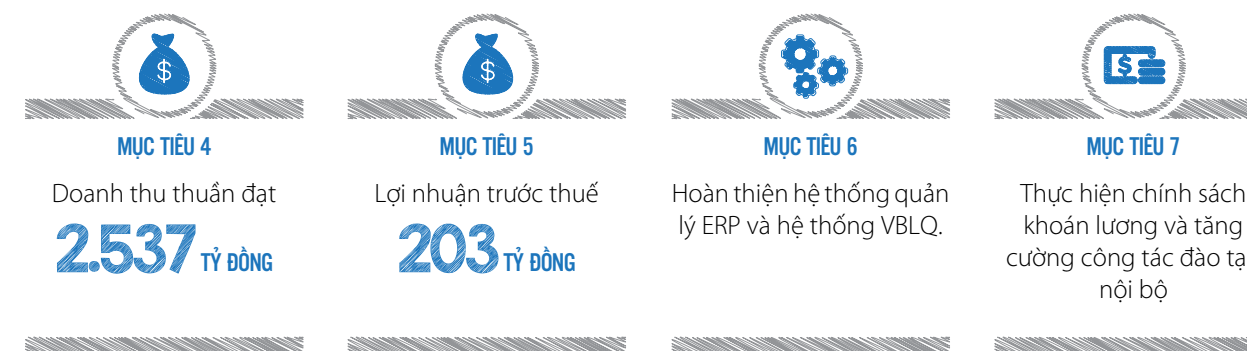 MỤC TIÊU 4
Doanh thu thuần đạt
2.537 TỶ ĐỒNG
MỤC TIÊU 5
Lợi nhuận trước thuế
203 TỶ ĐỒNG
MỤC TIÊU 6
Hoàn thiện hệ thống quản
lý ERP và hệ thống VBLQ.
MỤC TIÊU 7
Thực hiện chính sách
khoán lương và tăng
cường công tác đào tạ
nội bộ